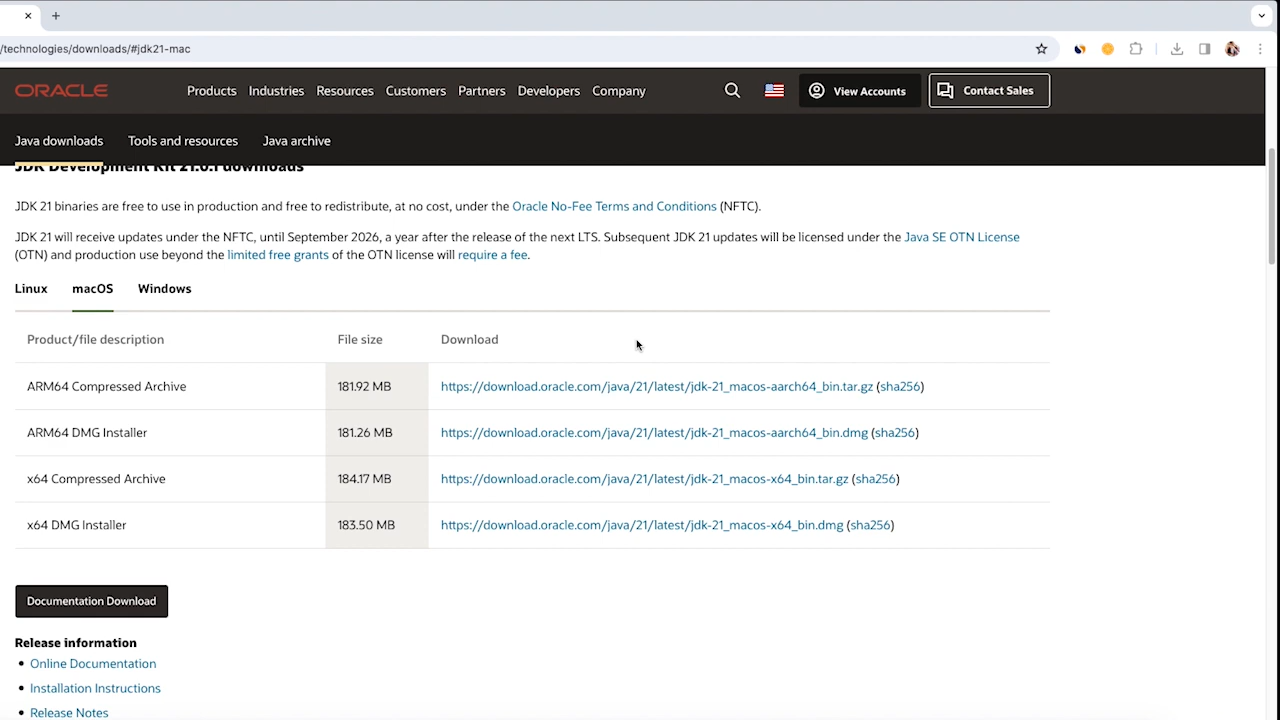 /technologies/downloads/#jdk21-mac
ORACLE
Products Industries Resources Customers Partners Developers Company
View Accounts
Contact Sales
Java downloads Tools and resources Java archive
JDK Development Kit 21.0.1 downloads
JDK 21 binaries are free to use in production and free to redistribute, at no cost, under the Oracle No-Fee Terms and Conditions (NFTC).
JDK 21 will receive updates under the NFTC, until September 2026, a year after the release of the next LTS. Subsequent JDK 21 updates will be licensed under the Java SE OTN License
(OTN) and production use beyond the limited free grants of the OTN license will require a fee.
Linux macOS Windows
Product/file description File size Download
ARM64 Compressed Archive 181.92 MB https://download.oracle.com/java/21/latest/jdk-21_macos-aarch64_bin.tar.gz (sha256)
ARM64 DMG Installer 181.26 MB https://download.oracle.com/java/21/latest/jdk-21_macos-aarch64_bin.dmg (sha256)
x64 Compressed Archive 184.17 MB https://download.oracle.com/java/21/latest/jdk-21_macos-x64_bin.tar.gz (sha256)
x64 DMG Installer 183.50 MB https://download.oracle.com/java/21/latest/jdk-21_macos-x64_bin.dmg (sha256)
Documentation Download
Release information
• Online Documentation
• Installation Instructions
• Release Notes